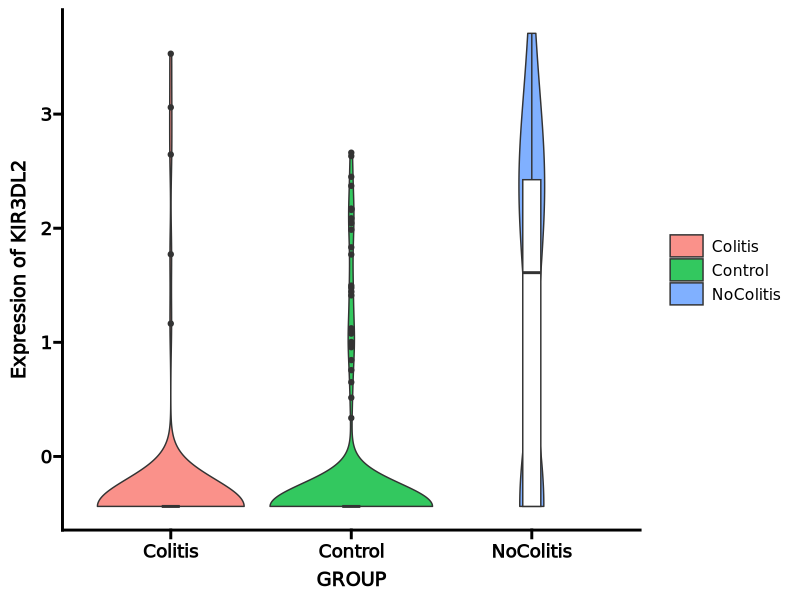 Expression of KIR3DL2
3
2
1
0
Colitis
Control
NoColitis
GROUP
Colitis
Control
NoColitis